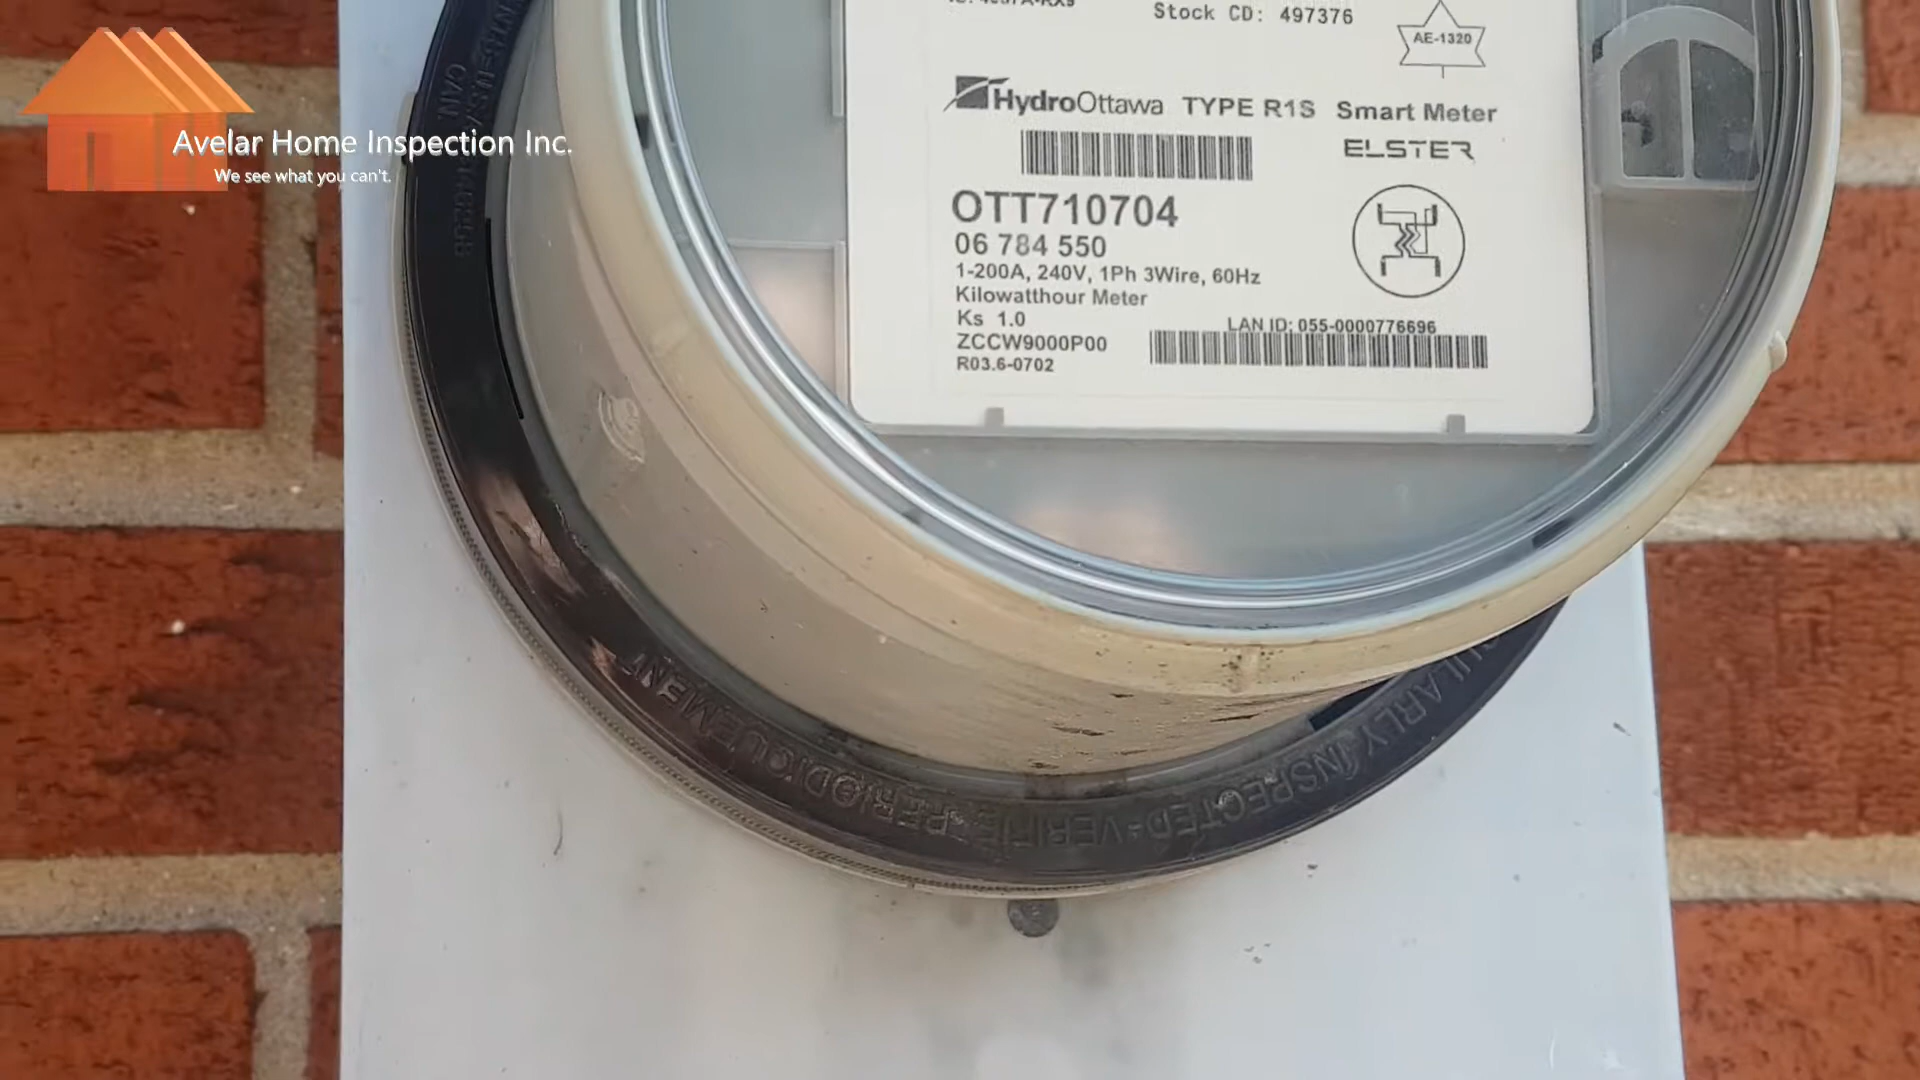 Avelar Home Inspection Inc.
We see what you can't.
Stock CD: 497376
AE-1320
HydroOttawa TYPE R1S Smart Meter
ELSTER
OTT710704
06 784 550
1-200A, 240V, 1Ph 3Wire, 60Hz
Kilowatthour Meter
Ks 1.0
LAN ID: 055-0000776696
ZCCW9000P00
R03.6-0702
CAN.
INSPECTED-VERIFIE PERIODIQUEMENT